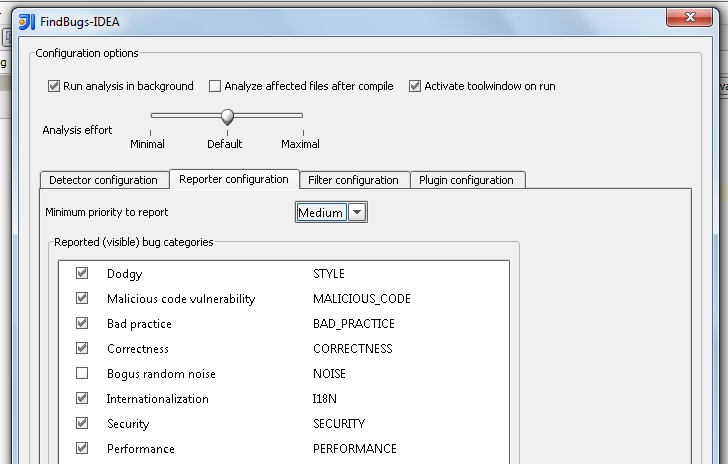 FindBugs-IDEA
Configuration options
Run analysis in background Analyze affected files after compile Activate toolwindow on run
Analysis effort
Minimal Default Maximal
Detector configuration Reporter configuration Filter configuration Plugin configuration
Minimum priority to report Medium
Reported (visible) bug categories
Dodgy STYLE
Malicious code vulnerability MALICIOUS_CODE
Bad practice BAD_PRACTICE
Correctness CORRECTNESS
Bogus random noise NOISE
Internationalization I18N
Security SECURITY
Performance PERFORMANCE